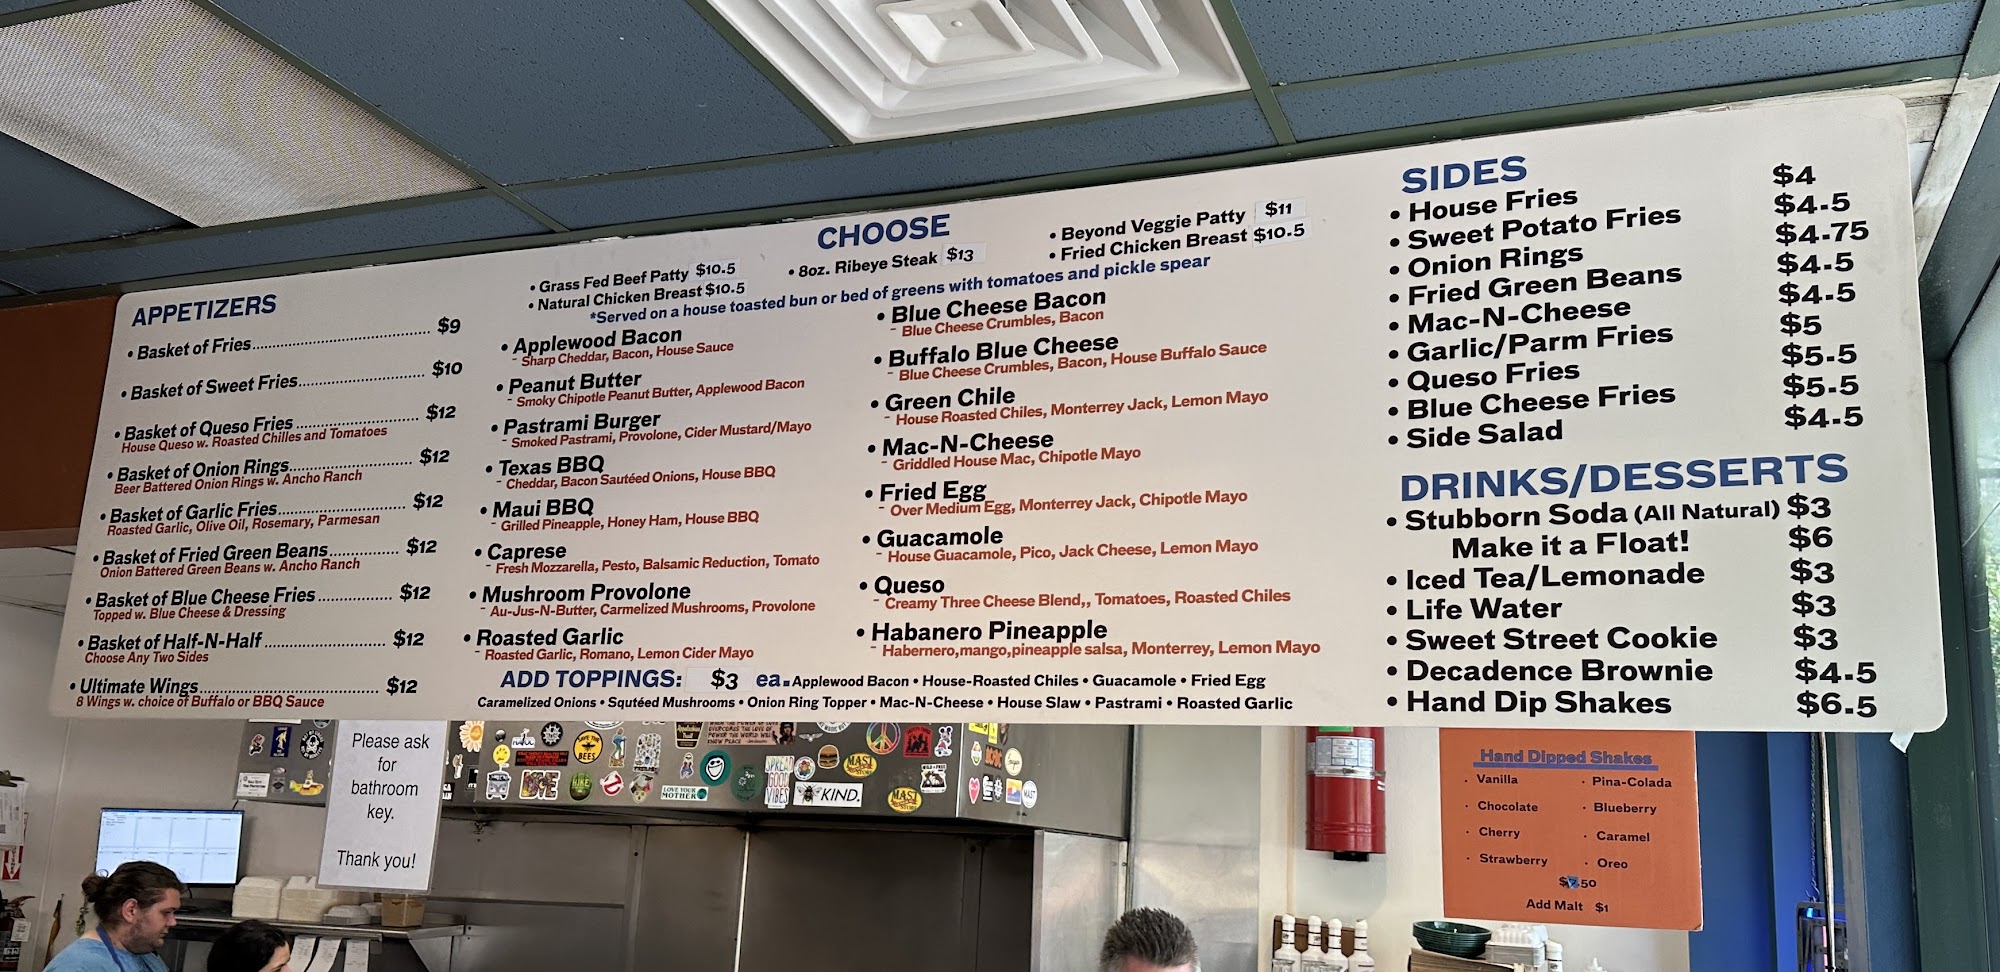 APPETIZERS
• Basket of Fries........ $9
• Basket of Sweet Fries........ $10
• Basket of Queso Fries........ $12
House Queso w. Roasted Chilles and Tomatoes
• Basket of Onion Rings........ $12
Beer Battered Onion Rings w. Ancho Ranch
• Basket of Garlic Fries........ $12
Roasted Garlic, Olive Oil, Rosemary, Parmesan
• Basket of Fried Green Beans........ $12
Onion Battered Green Beans w. Ancho Ranch
• Basket of Blue Cheese Fries........ $12
Topped w. Blue Cheese & Dressing
• Basket of Half-N-Half........ $12
Choose Any Two Sides
• Ultimate Wings........ $12
8 Wings w. choice of Buffalo or BBQ Sauce
CHOOSE
• Grass Fed Beef Patty $10.5
• Natural Chicken Breast $10.5
• 8oz. Ribeye Steak $13
• Beyond Veggie Patty $11
• Fried Chicken Breast $10.5
*Served on a house toasted bun or bed of greens with tomatoes and pickle spear
• Applewood Bacon
- Sharp Cheddar, Bacon, House Sauce
• Peanut Butter
- Smoky Chipotle Peanut Butter, Applewood Bacon
• Pastrami Burger
- Smoked Pastrami, Provolone, Cider Mustard/Mayo
• Texas BBQ
- Cheddar, Bacon Sautéed Onions, House BBQ
• Maui BBQ
- Grilled Pineapple, Honey Ham, House BBQ
• Caprese
- Fresh Mozzarella, Pesto, Balsamic Reduction, Tomato
• Mushroom Provolone
- Au-Jus-N-Butter, Carmelized Mushrooms, Provolone
• Roasted Garlic
- Roasted Garlic, Romano, Lemon Cider Mayo
• Blue Cheese Bacon
- Blue Cheese Crumbles, Bacon
• Buffalo Blue Cheese
- Blue Cheese Crumbles, Bacon, House Buffalo Sauce
• Green Chile
- House Roasted Chiles, Monterrey Jack, Lemon Mayo
• Mac-N-Cheese
- Griddled House Mac, Chipotle Mayo
• Fried Egg
- Over Medium Egg, Monterrey Jack, Chipotle Mayo
• Guacamole
- House Guacamole, Pico, Jack Cheese, Lemon Mayo
• Queso
- Creamy Three Cheese Blend,, Tomatoes, Roasted Chiles
• Habanero Pineapple
- Habernero,mango,pineapple salsa, Monterrey, Lemon Mayo
ADD TOPPINGS: $3 ea. Applewood Bacon • House-Roasted Chiles • Guacamole • Fried Egg
Caramelized Onions • Squtéed Mushrooms • Onion Ring Topper • Mac-N-Cheese • House Slaw • Pastrami • Roasted Garlic
SIDES
• House Fries $4
• Sweet Potato Fries $4.5
• Onion Rings $4.75
• Fried Green Beans $4.5
• Mac-N-Cheese $4.5
• Garlic/Parm Fries $5
• Queso Fries $5.5
• Blue Cheese Fries $5.5
• Side Salad $4.5
DRINKS/DESSERTS
• Stubborn Soda (All Natural) $3
Make it a Float! $6
• Iced Tea/Lemonade $3
• Life Water $3
• Sweet Street Cookie $3
• Decadence Brownie $4.5
• Hand Dip Shakes $6.5
Please ask
for
bathroom
key.
Thank you!
SAVE THE BEES
HIKE
LOVE YOUR MOTHER
SPREAD GOOD VIBES
KIND.
MAST
MAST
Hand Dipped Shakes
• Vanilla
• Chocolate
• Cherry
• Strawberry
• Pina-Colada
• Blueberry
• Caramel
• Oreo
$7.50
Add Malt $1